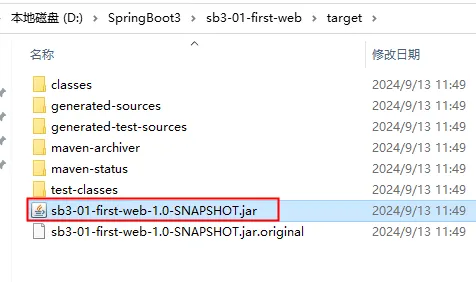 本地磁盘 (D:) > SpringBoot3 > sb3-01-first-web > target >
名称 修改日期
classes 2024/9/13 11:49
generated-sources 2024/9/13 11:49
generated-test-sources 2024/9/13 11:49
maven-archiver 2024/9/13 11:49
maven-status 2024/9/13 11:49
test-classes 2024/9/13 11:49
sb3-01-first-web-1.0-SNAPSHOT.jar 2024/9/13 11:49
sb3-01-first-web-1.0-SNAPSHOT.jar.original 2024/9/13 11:49